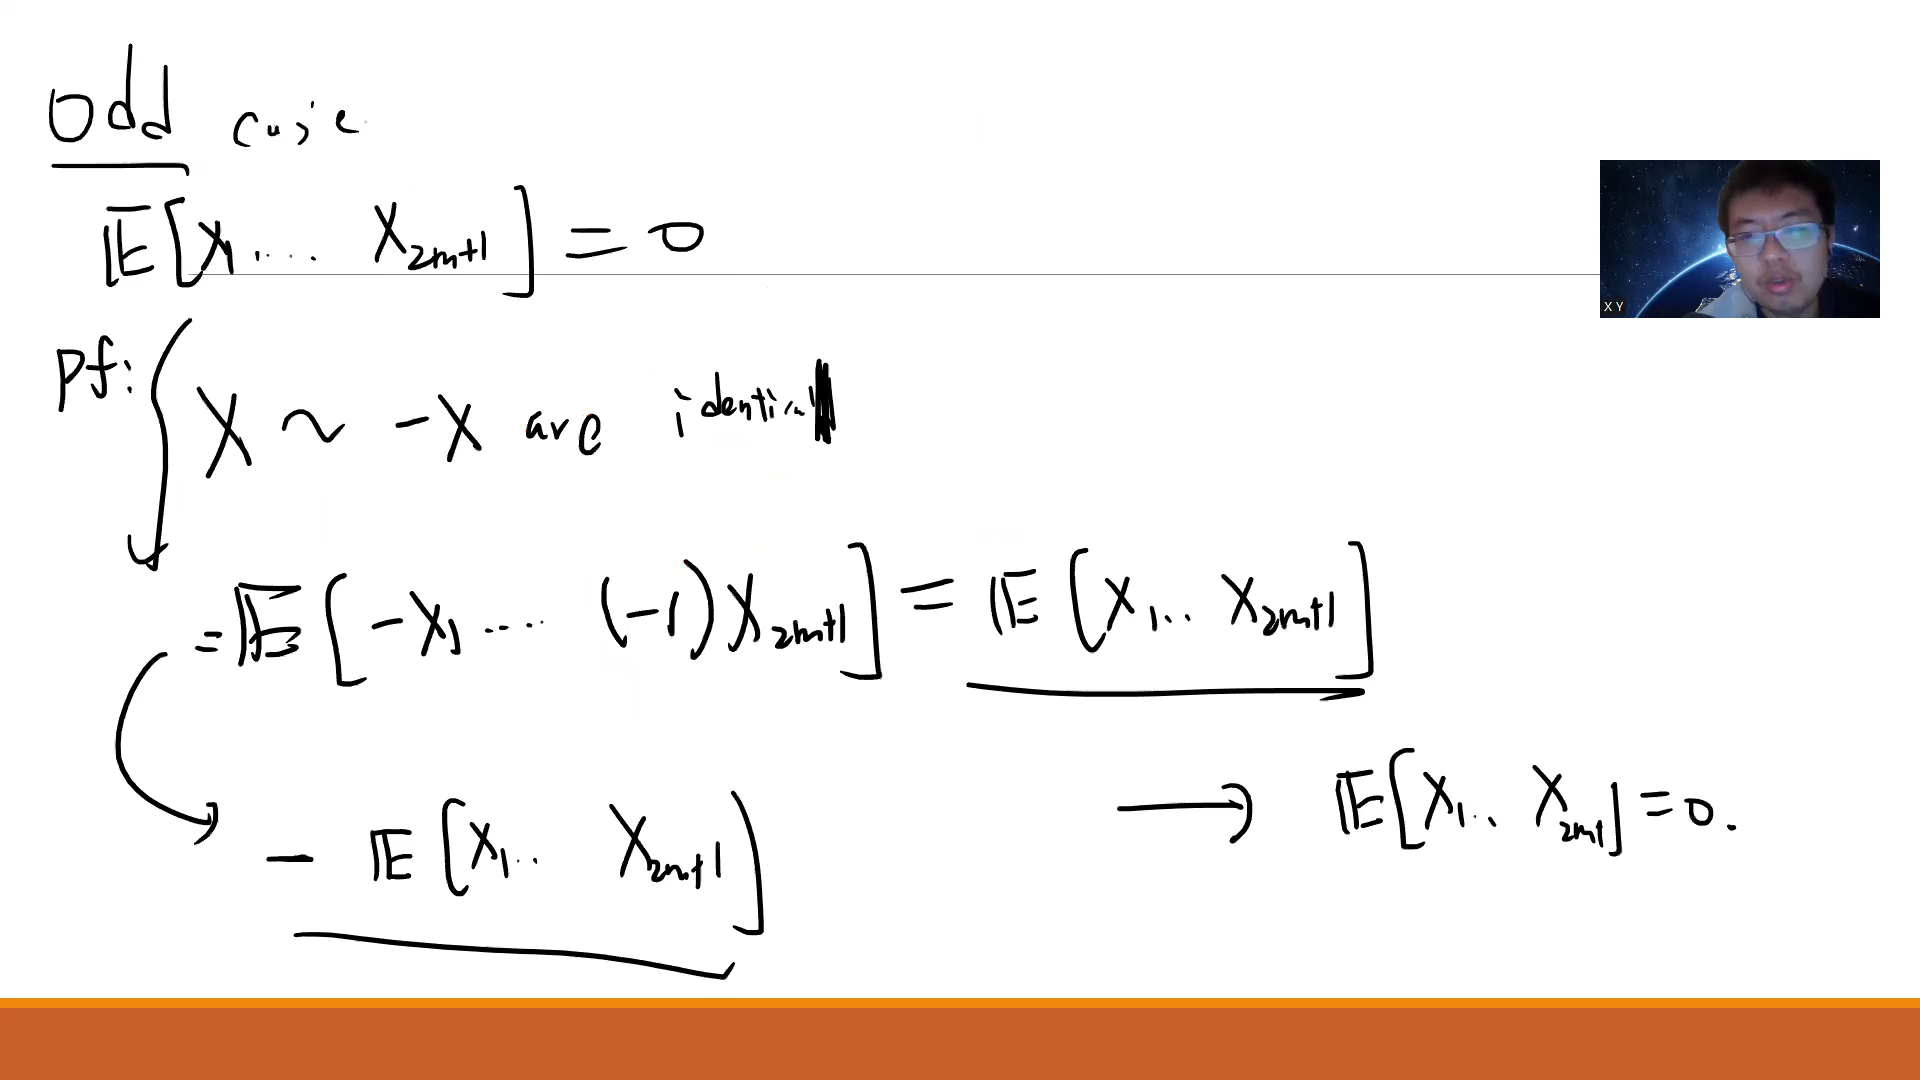 odd case
𝔼[X₁.... X₂ₘ₊₁] = 0
Pf:
X ~ -X are identical
= 𝔼[-X₁.... (-1)X₂ₘ₊₁] = 𝔼[X₁.. X₂ₘ₊₁]
- 𝔼[X₁.. X₂ₘ₊₁]
→ 𝔼[X₁.. X₂ₘ₊₁] = 0.
X Y